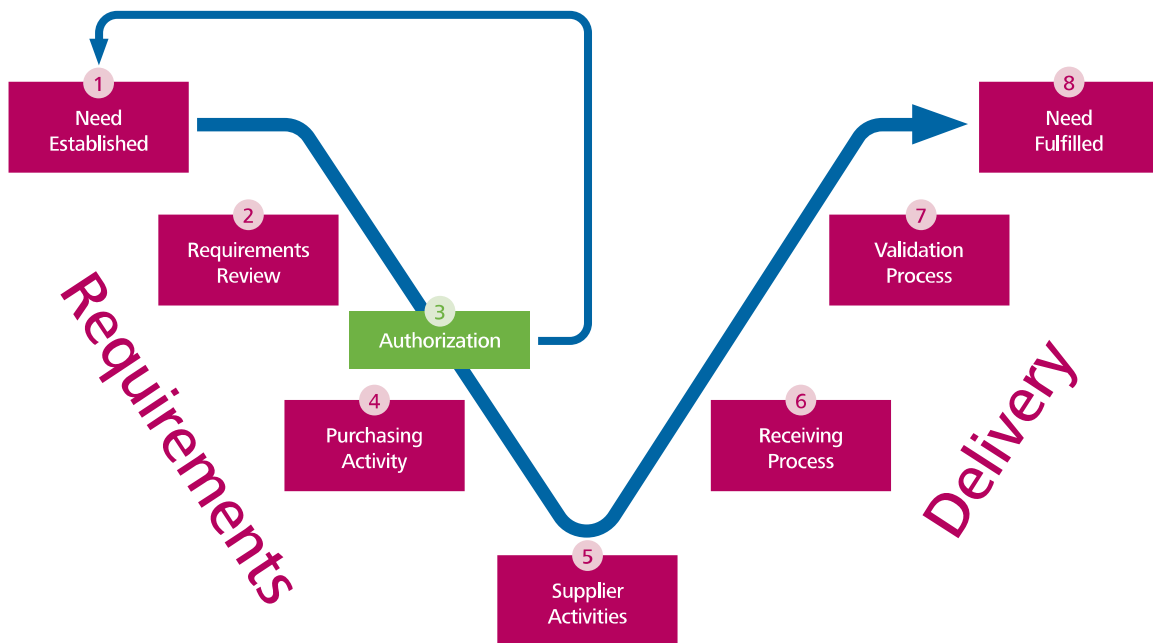 1
Need
Established
2
Requirements
Review
3
Authorization
4
Purchasing
Activity
5
Supplier
Activities
6
Receiving
Process
7
Validation
Process
8
Need
Fulfilled
Requirements
Delivery